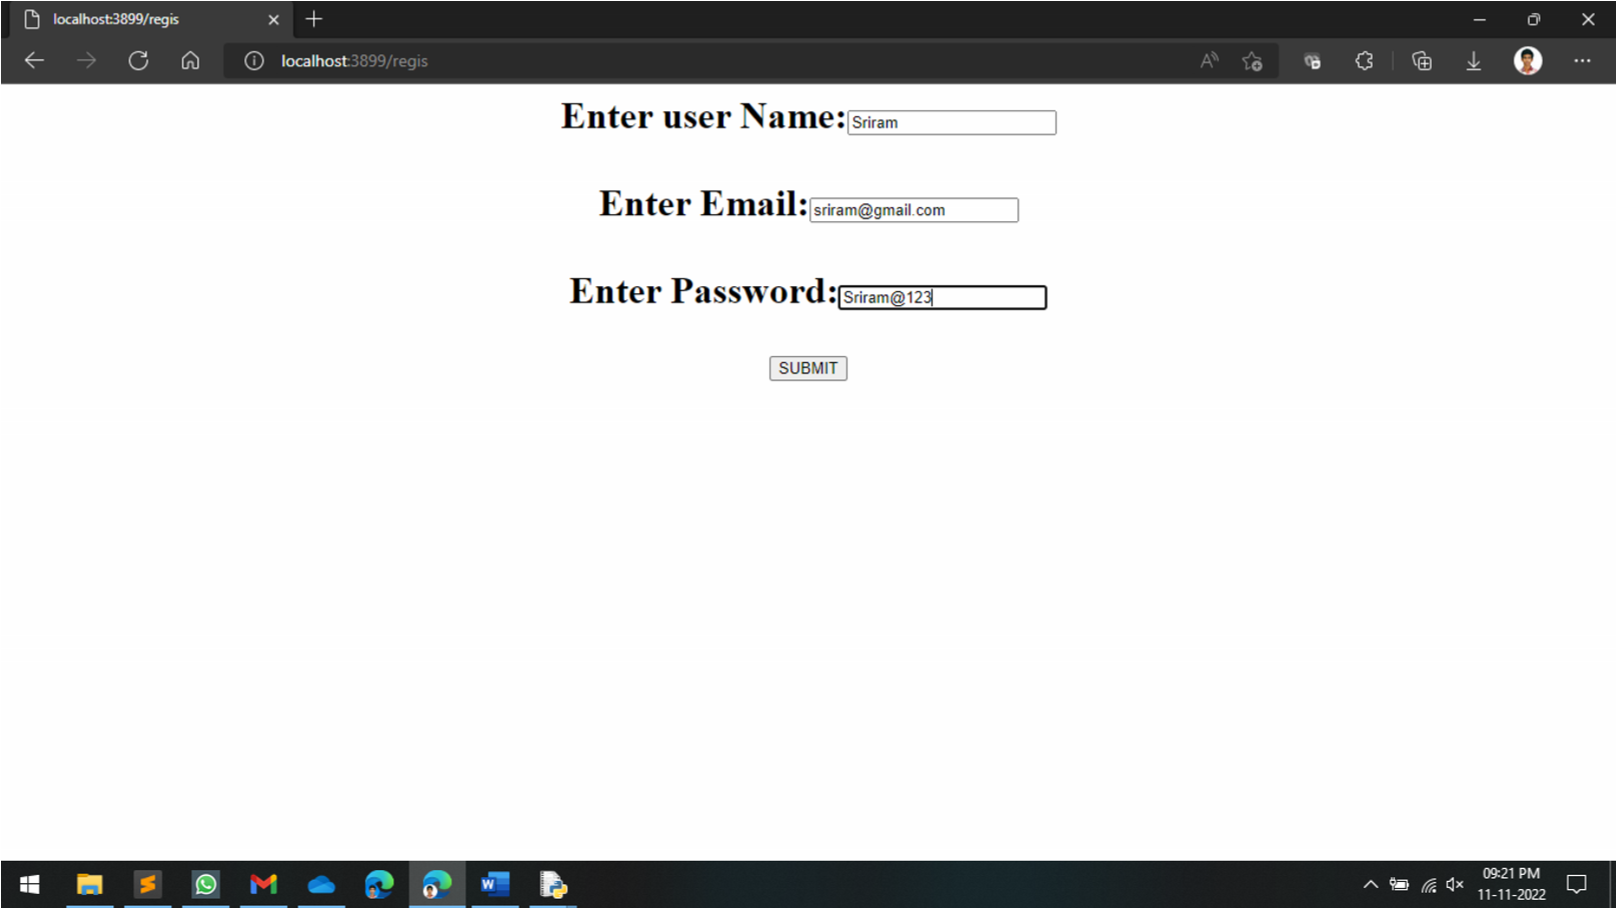 localhost:3899/regis
localhost:3899/regis
Enter user Name: Sriram
Enter Email: sriram@gmail.com
Enter Password: Sriram@123
SUBMIT
09:21 PM
11-11-2022